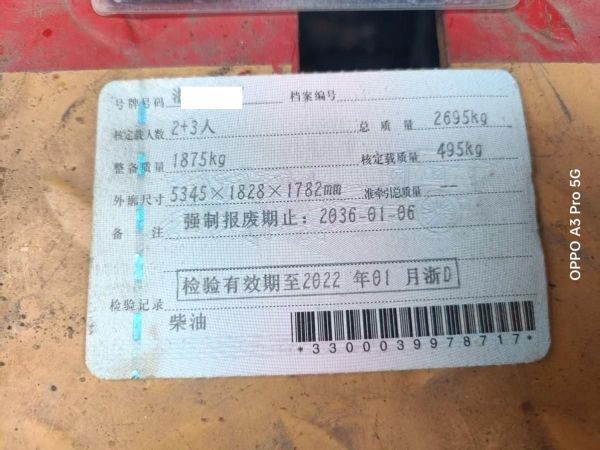 号牌号码 浙 档案编号
核定载人数 2+3人 总质量 2695kg
整备质量 1875kg 核定载质量 495kg
外廓尺寸 5345×1828×1782mm 准牵引总质量 --
备注 强制报废期止：2036-01-06
检验有效期至2022 年01 月浙D
检验记录
柴油
*3300039978717*
OPPO A3 Pro 5G